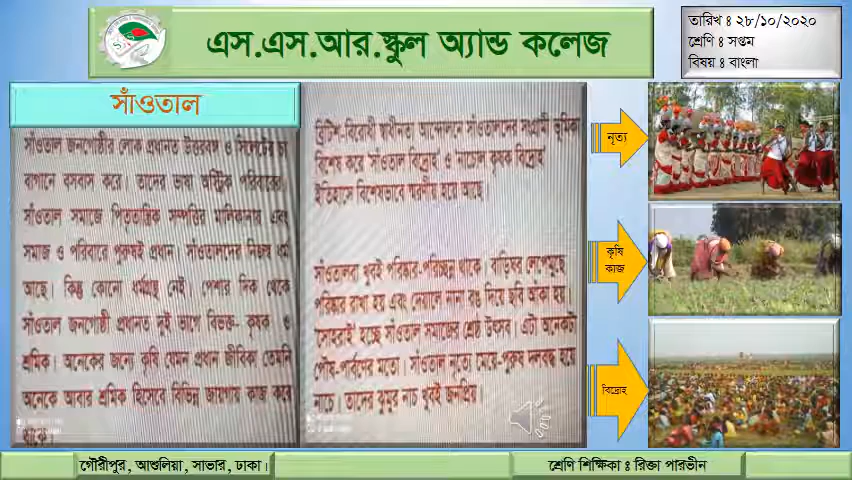 এস.এস.আর.স্কুল অ্যান্ড কলেজ
তারিখ ঃ ২৮/১০/২০২০
শ্রেণি ঃ সপ্তম
বিষয় ঃ বাংলা
সাঁওতাল
সাঁওতাল জনগোষ্ঠীর লোক প্রধানত উত্তরবঙ্গ ও সিলেটের চা
বাগানে বসবাস করে। তাদের ভাষা অস্ট্রিক পরিবারের।
সাঁওতাল সমাজে পিতৃতান্ত্রিক সম্পত্তির মালিকানার এবং
সমাজ ও পরিবারে পুরুষই প্রধান। সাঁওতালদের নিজস্ব ধর্ম
আছে। কিন্তু কোনো ধর্মগ্রন্থ নেই। পেশার দিক থেকে
সাঁওতাল জনগোষ্ঠী প্রধানত দুই ভাগে বিভক্ত- কৃষক ও
শ্রমিক। অনেকের জন্যে কৃষি যেমন প্রধান জীবিকা তেমনি
অনেকে আবার শ্রমিক হিসেবে বিভিন্ন জায়গায় কাজ করে
থাকে।
ব্রিটিশ-বিরোধী স্বাধীনতা আন্দোলনে সাঁওতালদের সংগ্রামী ভূমিকা
বিশেষ করে সাঁওতাল বিদ্রোহ ও নাচোল কৃষক বিদ্রোহ
ইতিহাসে বিশেষভাবে স্মরণীয় হয়ে আছে
সাঁওতালরা খুবই পরিষ্কার-পরিচ্ছন্ন থাকে। বাড়িঘর লেপেমুছে
পরিষ্কার রাখা হয় এবং দেয়ালে নানা রঙ দিয়ে ছবি আঁকা হয়।
'সোহরাই' হচ্ছে সাঁওতাল সমাজের শ্রেষ্ঠ উৎসব। এটা অনেকটা
পৌষ-পার্বণের মতো। সাঁওতাল নৃত্যে মেয়ে-পুরুষ দলবদ্ধ হয়ে
নাচে। তাদের ঝুমুর নাচ খুবই জনপ্রিয়।
নৃত্য
কৃষি
কাজ
বিদ্রোহ
গৌরীপুর, আশুলিয়া, সাভার, ঢাকা।
শ্রেণি শিক্ষিকা ঃ রিক্তা পারভীন